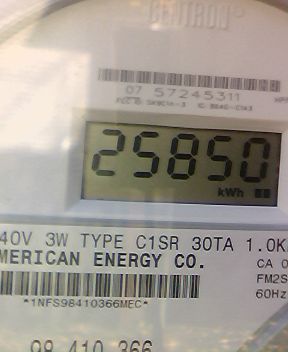 CENTRON®
07 57245311
25850
kWh
40V 3W TYPE C1SR 30TA 1.0K
MERICAN ENERGY CO.
CA 0
FM2S
60Hz
*1NFS98410366MEC*
98 410 366